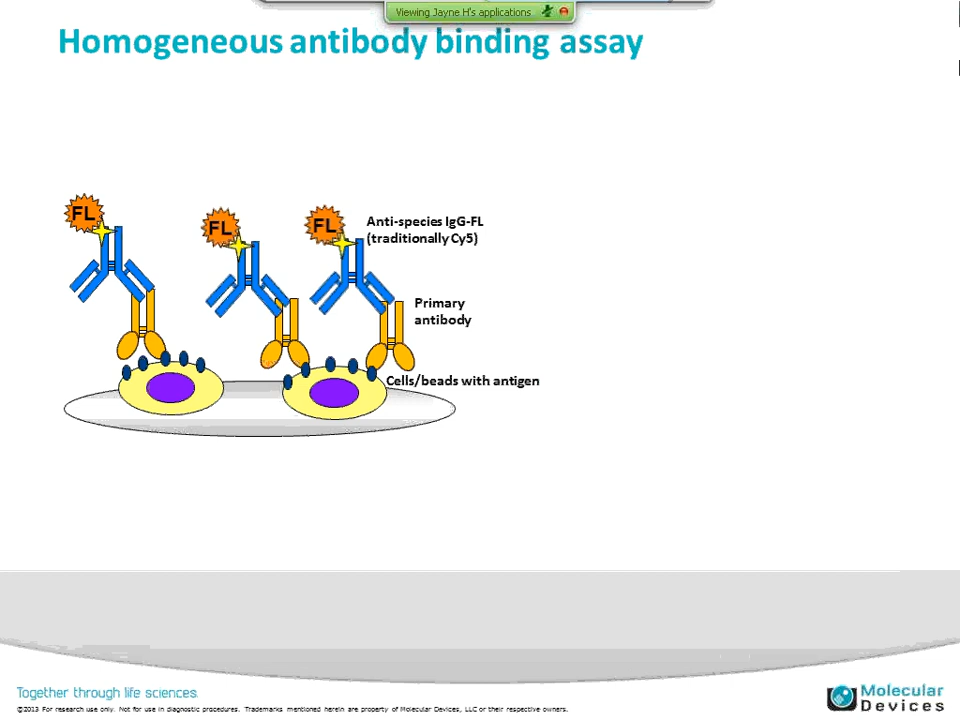 Viewing Jayne H's applications
Homogeneous antibody binding assay
FL
FL
FL
Anti-species IgG-FL
(traditionally Cy5)
Primary
antibody
Cells/beads with antigen
Together through life sciences.
©2013 For research use only. Not for use in diagnostic procedures. Trademarks mentioned herein are property of Molecular Devices, LLC or their respective owners.
Molecular
Devices